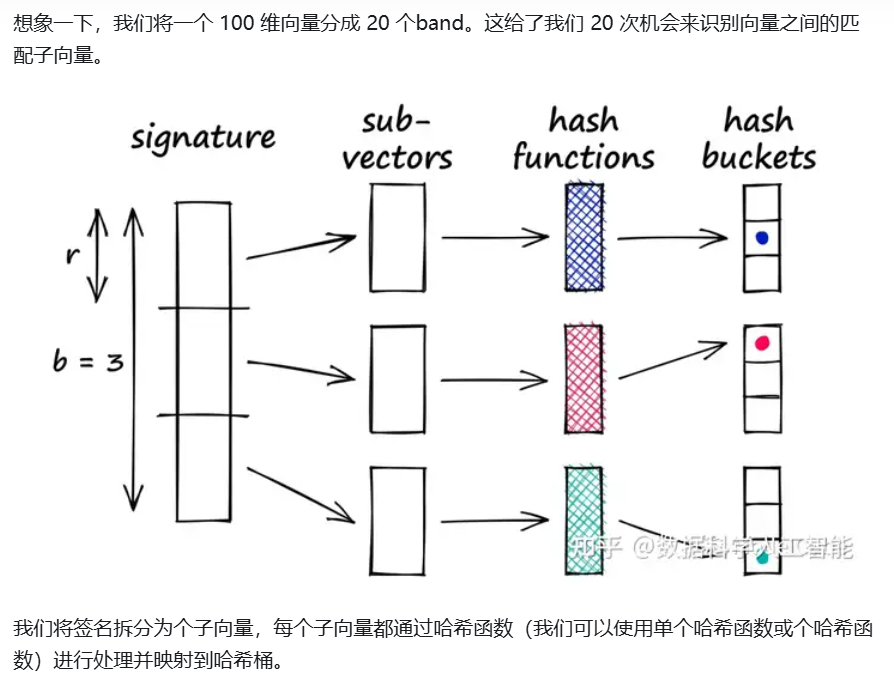 想象一下，我们将一个 100 维向量分成 20 个band。这给了我们 20 次机会来识别向量之间的匹
配子向量。
signature
sub-
vectors
hash
functions
hash
buckets
r
b = 3
知乎 @数据科学人工智能
我们将签名拆分为个子向量，每个子向量都通过哈希函数（我们可以使用单个哈希函数或个哈希函
数）进行处理并映射到哈希桶。